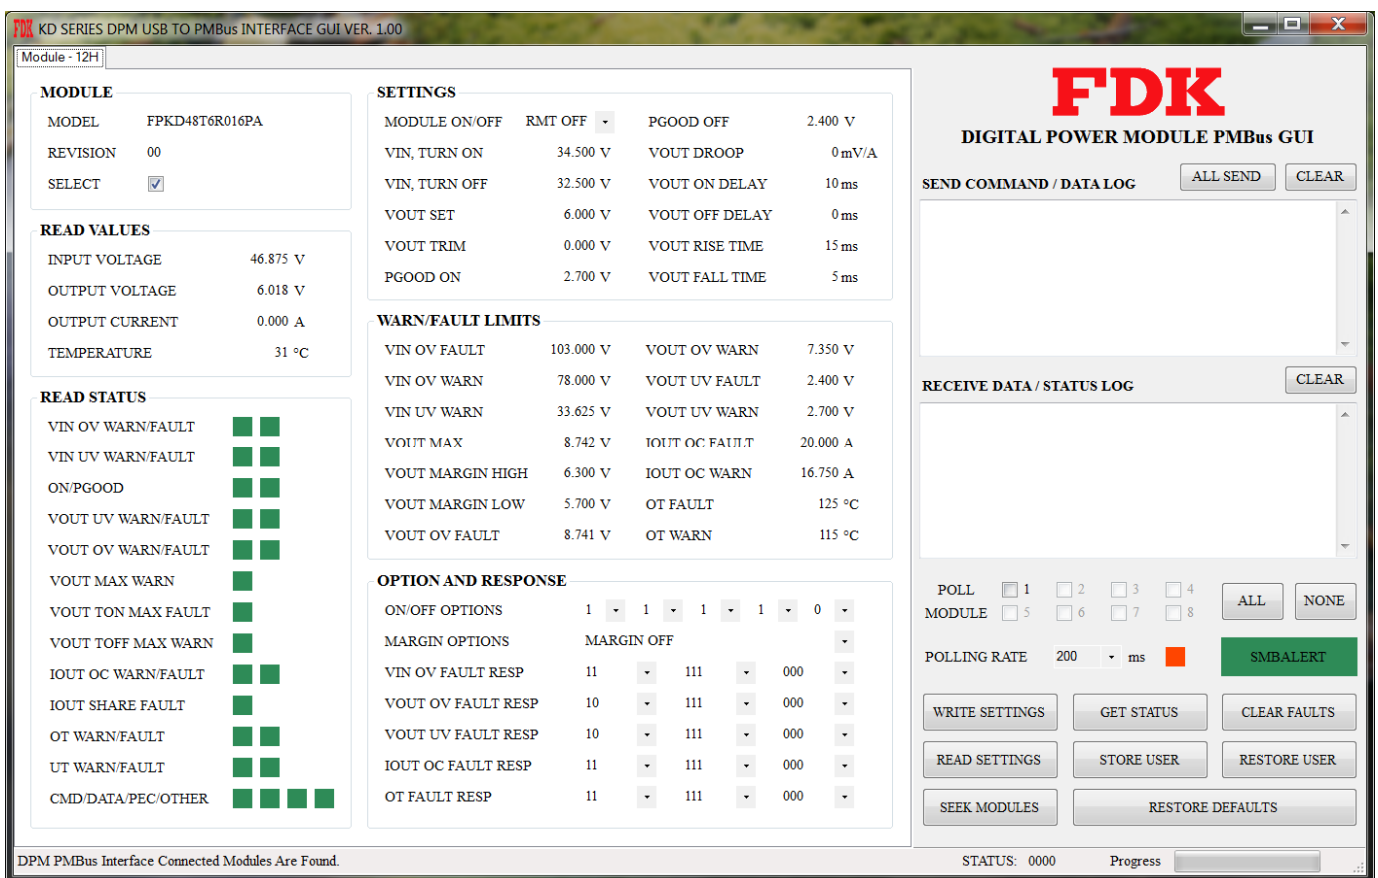 FDK KD SERIES DPM USB TO PMBus INTERFACE GUI VER. 1.00
Module - 12H
MODULE
MODEL FPKD48T6R016PA
REVISION 00
SELECT
READ VALUES
INPUT VOLTAGE 46.875 V
OUTPUT VOLTAGE 6.018 V
OUTPUT CURRENT 0.000 A
TEMPERATURE 31 °C
READ STATUS
VIN OV WARN/FAULT
VIN UV WARN/FAULT
ON/PGOOD
VOUT UV WARN/FAULT
VOUT OV WARN/FAULT
VOUT MAX WARN
VOUT TON MAX FAULT
VOUT TOFF MAX WARN
IOUT OC WARN/FAULT
IOUT SHARE FAULT
OT WARN/FAULT
UT WARN/FAULT
CMD/DATA/PEC/OTHER
SETTINGS
MODULE ON/OFF RMT OFF PGOOD OFF 2.400 V
VIN, TURN ON 34.500 V VOUT DROOP 0 mV/A
VIN, TURN OFF 32.500 V VOUT ON DELAY 10 ms
VOUT SET 6.000 V VOUT OFF DELAY 0 ms
VOUT TRIM 0.000 V VOUT RISE TIME 15 ms
PGOOD ON 2.700 V VOUT FALL TIME 5 ms
WARN/FAULT LIMITS
VIN OV FAULT 103.000 V VOUT OV WARN 7.350 V
VIN OV WARN 78.000 V VOUT UV FAULT 2.400 V
VIN UV WARN 33.625 V VOUT UV WARN 2.700 V
VOUT MAX 8.742 V IOUT OC FAULT 20.000 A
VOUT MARGIN HIGH 6.300 V IOUT OC WARN 16.750 A
VOUT MARGIN LOW 5.700 V OT FAULT 125 °C
VOUT OV FAULT 8.741 V OT WARN 115 °C
OPTION AND RESPONSE
ON/OFF OPTIONS 1 1 1 1 0
MARGIN OPTIONS MARGIN OFF
VIN OV FAULT RESP 11 111 000
VOUT OV FAULT RESP 10 111 000
VOUT UV FAULT RESP 10 111 000
IOUT OC FAULT RESP 11 111 000
OT FAULT RESP 11 111 000
FDK
DIGITAL POWER MODULE PMBus GUI
SEND COMMAND / DATA LOG ALL SEND CLEAR
RECEIVE DATA / STATUS LOG CLEAR
POLL 1 2 3 4
MODULE 5 6 7 8
ALL NONE
POLLING RATE 200 ms SMBALERT
WRITE SETTINGS GET STATUS CLEAR FAULTS
READ SETTINGS STORE USER RESTORE USER
SEEK MODULES RESTORE DEFAULTS
DPM PMBus Interface Connected Modules Are Found. STATUS: 0000 Progress